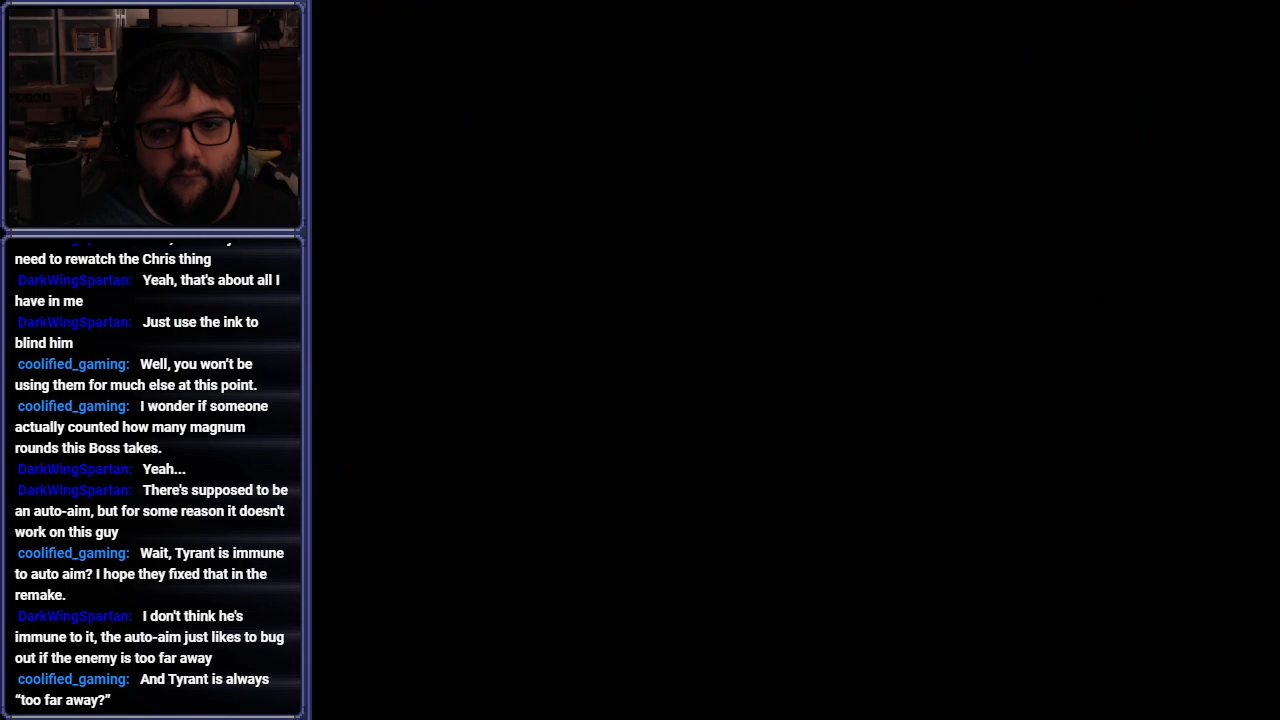 need to rewatch the Chris thing
DarkWingSpartan: Yeah, that's about all I
have in me
DarkWingSpartan: Just use the ink to
blind him
coolified_gaming: Well, you won't be
using them for much else at this point.
coolified_gaming: I wonder if someone
actually counted how many magnum
rounds this Boss takes.
DarkWingSpartan: Yeah...
DarkWingSpartan: There's supposed to be
an auto-aim, but for some reason it doesn't
work on this guy
coolified_gaming: Wait, Tyrant is immune
to auto aim? I hope they fixed that in the
remake.
DarkWingSpartan: I don't think he's
immune to it, the auto-aim just likes to bug
out if the enemy is too far away
coolified_gaming: And Tyrant is always
“too far away?”